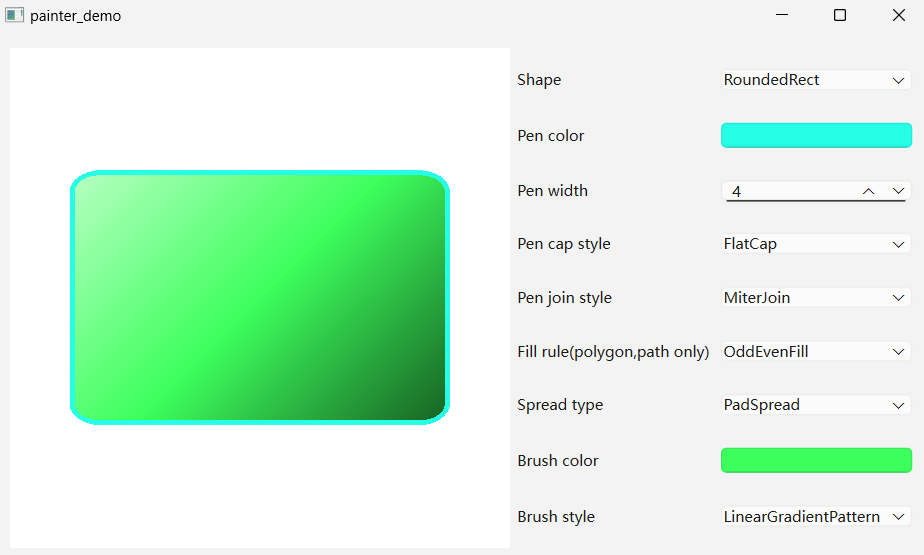 painter_demo
Shape RoundedRect
Pen color
Pen width 4
Pen cap style FlatCap
Pen join style MiterJoin
Fill rule(polygon,path only) OddEvenFill
Spread type PadSpread
Brush color
Brush style LinearGradientPattern